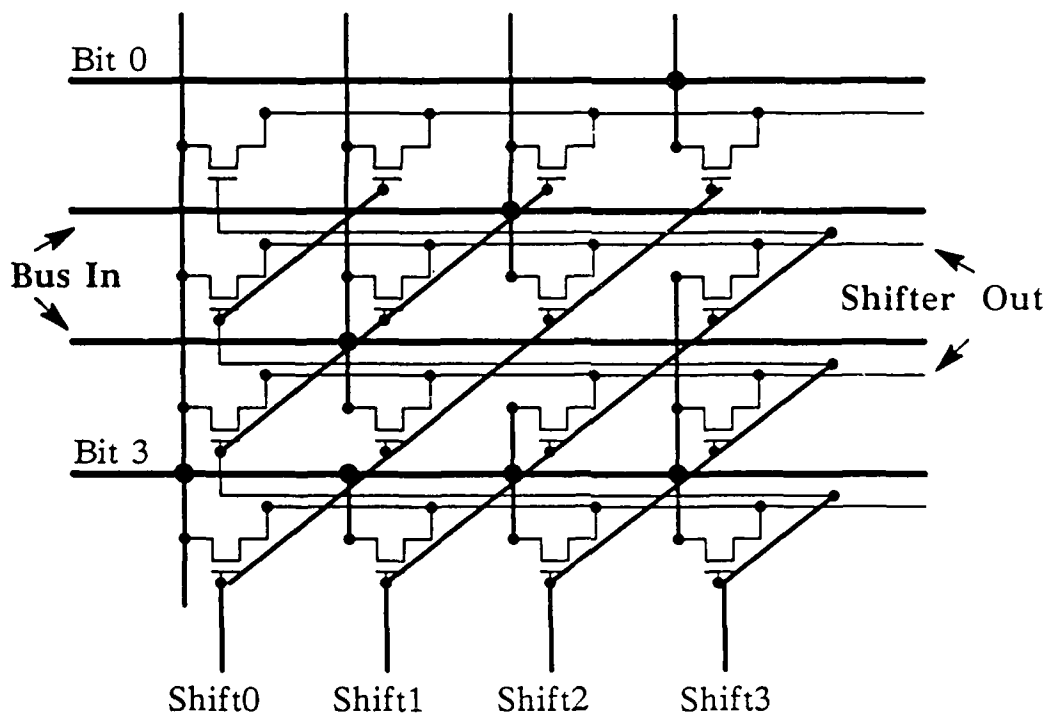 Bit 0
Bus In
Shifter Out
Bit 3
Shift0
Shift1
Shift2
Shift3